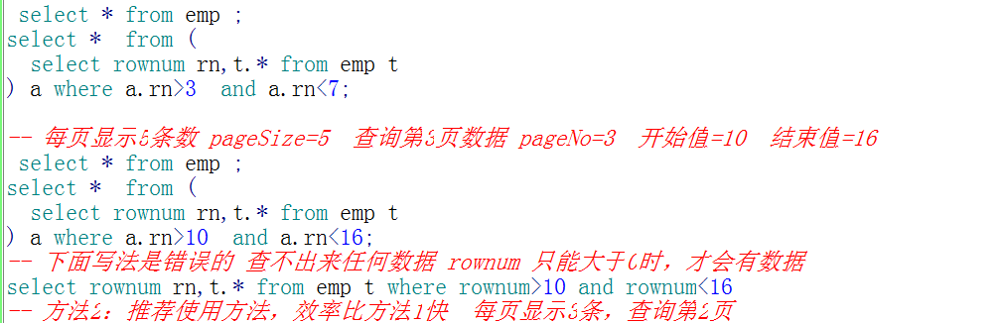 select * from emp ;
select *  from (
  select rownum rn,t.* from emp t
) a where a.rn>3  and a.rn<7;
-- 每页显示5条数 pageSize=5  查询第3页数据 pageNo=3  开始值=10  结束值=16
select * from emp ;
select *  from (
  select rownum rn,t.* from emp t
) a where a.rn>10  and a.rn<16;
-- 下面写法是错误的 查不出来任何数据 rownum 只能大于0时，才会有数据
select rownum rn,t.* from emp t where rownum>10 and rownum<16
-- 方法2：推荐使用方法，效率比方法1快  每页显示3条，查询第2页